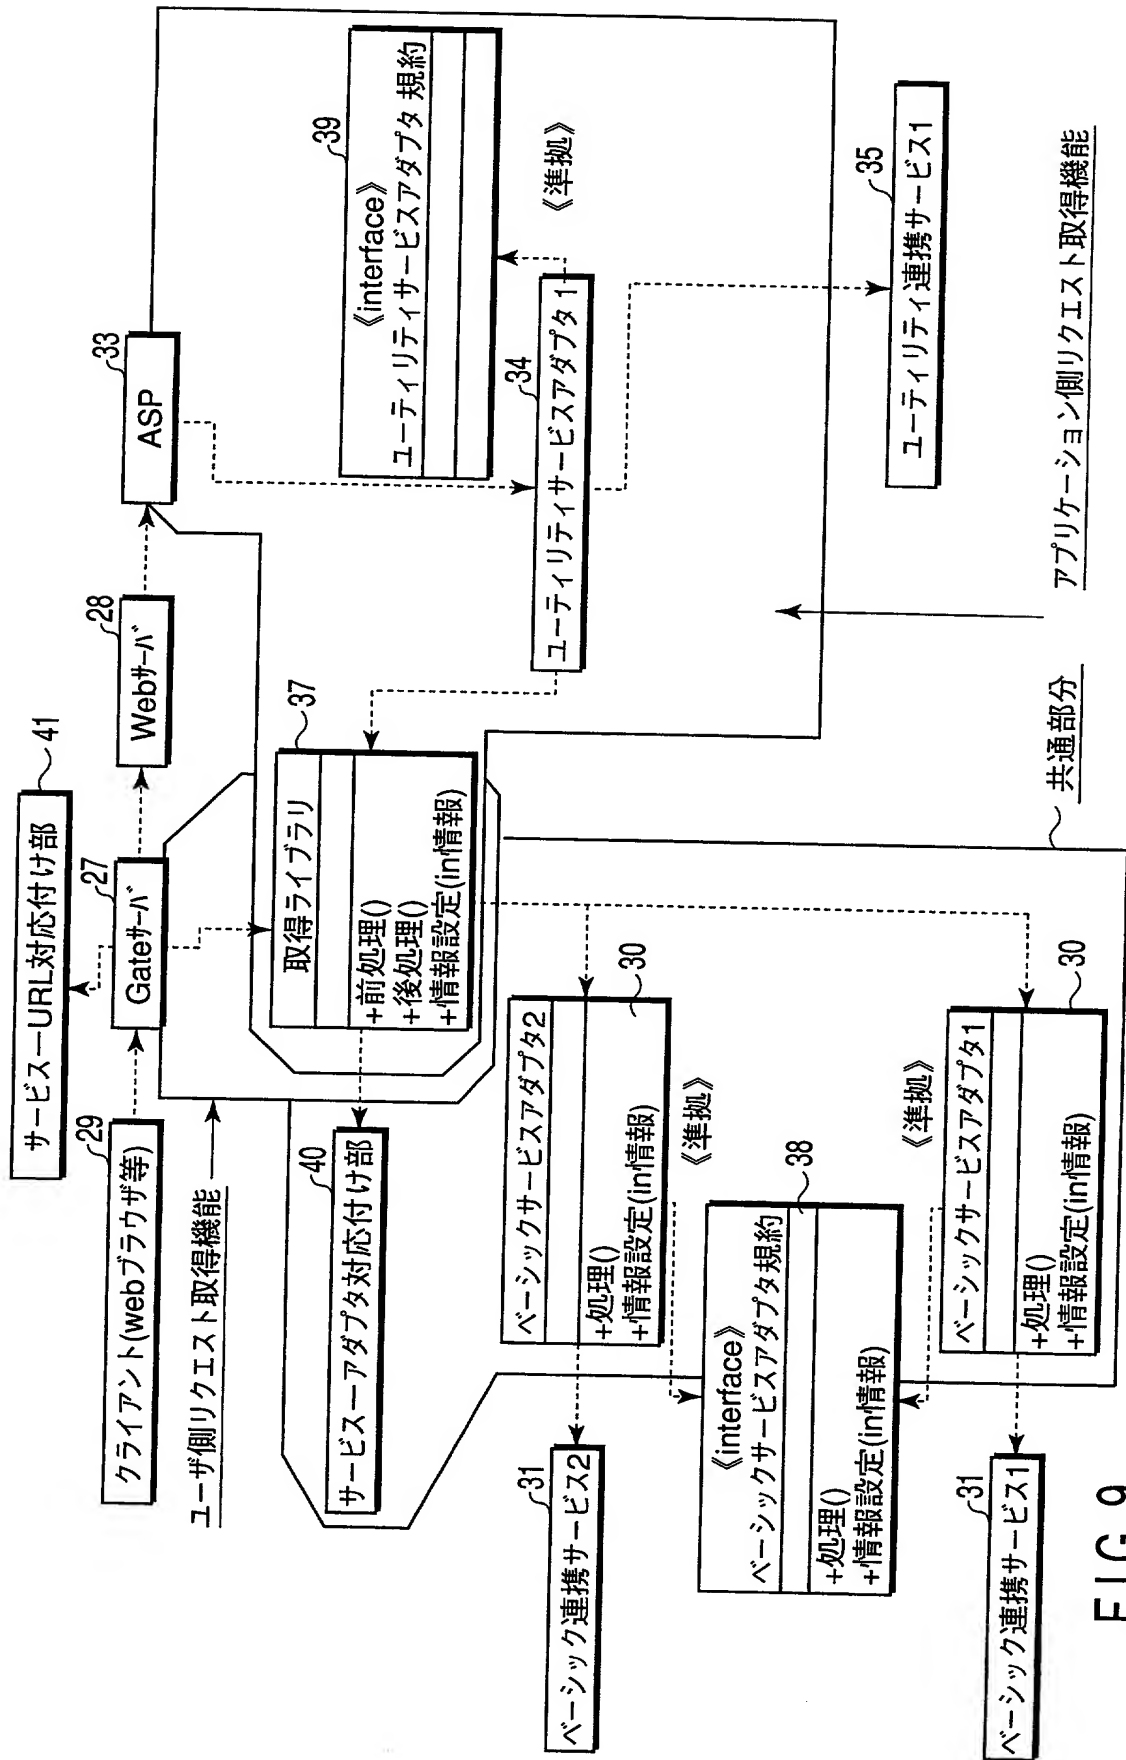 サービスーURL対応付け部
41
クライアント(webブラウザ等)
29
Gateサーバ
27
Webサーバ
28
ASP
33
ユーザ側リクエスト取得機能
サービスーアダプタ対応付け部
40
取得ライブラリ
37
+前処理()
+後処理()
+情報設定(in情報)
《interface》
ユーティリティサービスアダプタ規約
39
《準拠》
ユーティリティサービスアダプタ1
34
ユーティリティ連携サービス1
35
ベーシック連携サービス2
31
ベーシックサービスアダプタ2
30
+処理()
+情報設定(in情報)
《準拠》
《interface》
ベーシックサービスアダプタ規約
38
+処理()
+情報設定(in情報)
《準拠》
ベーシック連携サービス1
31
ベーシックサービスアダプタ1
30
+処理()
+情報設定(in情報)
共通部分
アプリケーション側リクエスト取得機能
FIG.9